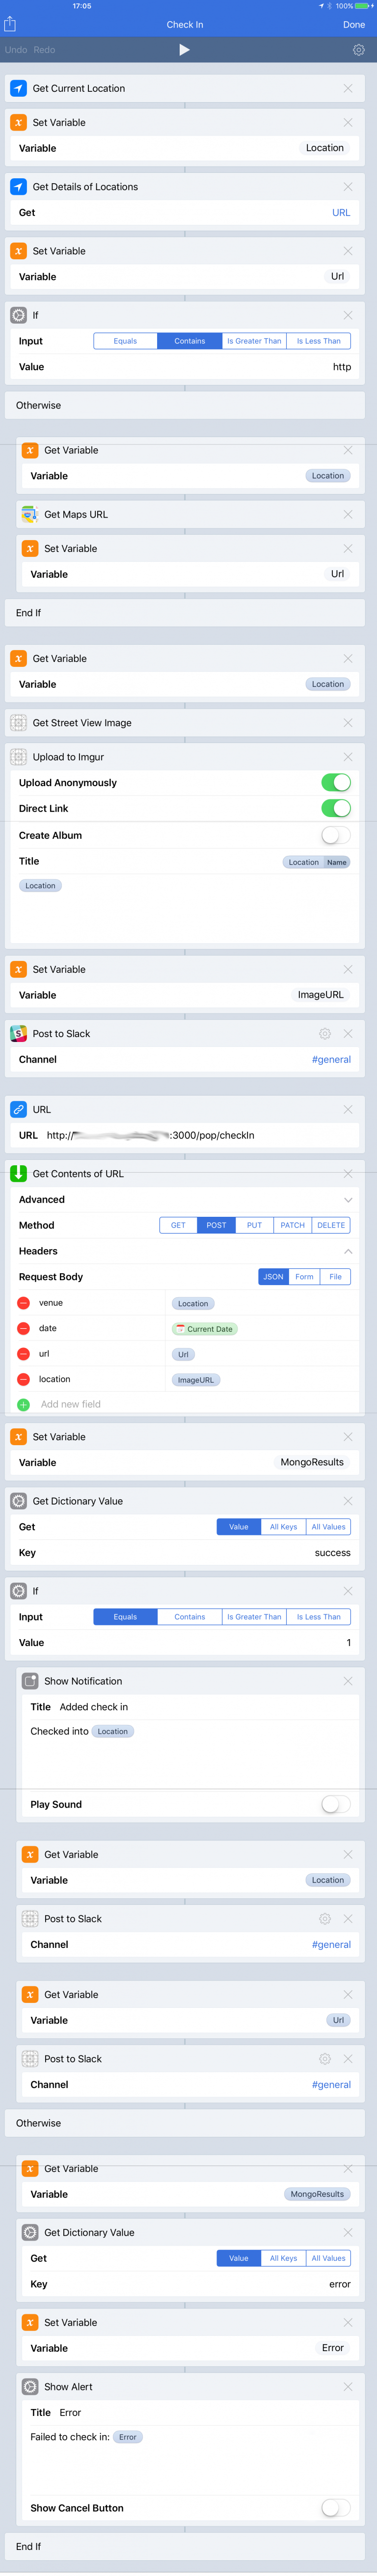 17:05
100%
Check In
Done
Undo Redo
Get Current Location
Set Variable
Variable Location
Get Details of Locations
Get URL
Set Variable
Variable Url
If
Input Equals Contains Is Greater Than Is Less Than
Value http
Otherwise
Get Variable
Variable Location
Get Maps URL
Set Variable
Variable Url
End If
Get Variable
Variable Location
Get Street View Image
Upload to Imgur
Upload Anonymously
Direct Link
Create Album
Title Location Name
Location
Set Variable
Variable ImageURL
Post to Slack
Channel #general
URL
URL http:// :3000/pop/checkIn
Get Contents of URL
Advanced
Method GET POST PUT PATCH DELETE
Headers
Request Body JSON Form File
venue Location
date Current Date
url Url
location ImageURL
Add new field
Set Variable
Variable MongoResults
Get Dictionary Value
Get Value All Keys All Values
Key success
If
Input Equals Contains Is Greater Than Is Less Than
Value 1
Show Notification
Title Added check in
Checked into Location
Play Sound
Get Variable
Variable Location
Post to Slack
Channel #general
Get Variable
Variable Url
Post to Slack
Channel #general
Otherwise
Get Variable
Variable MongoResults
Get Dictionary Value
Get Value All Keys All Values
Key error
Set Variable
Variable Error
Show Alert
Title Error
Failed to check in: Error
Show Cancel Button
End If